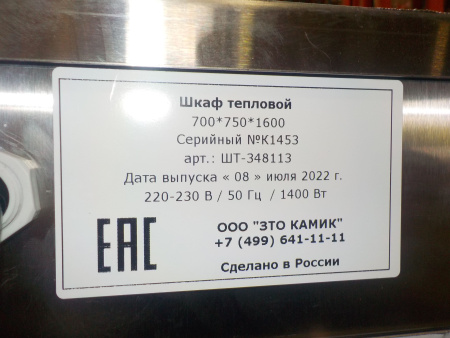 Шкаф тепловой
700*750*1600
Серийный №К1453
арт.: ШТ-348113
Дата выпуска « 08 » июля 2022 г.
220-230 В / 50 Гц / 1400 Вт
ЕАС
ООО "ЗТО КАМИК"
+7 (499) 641-11-11
Сделано в России